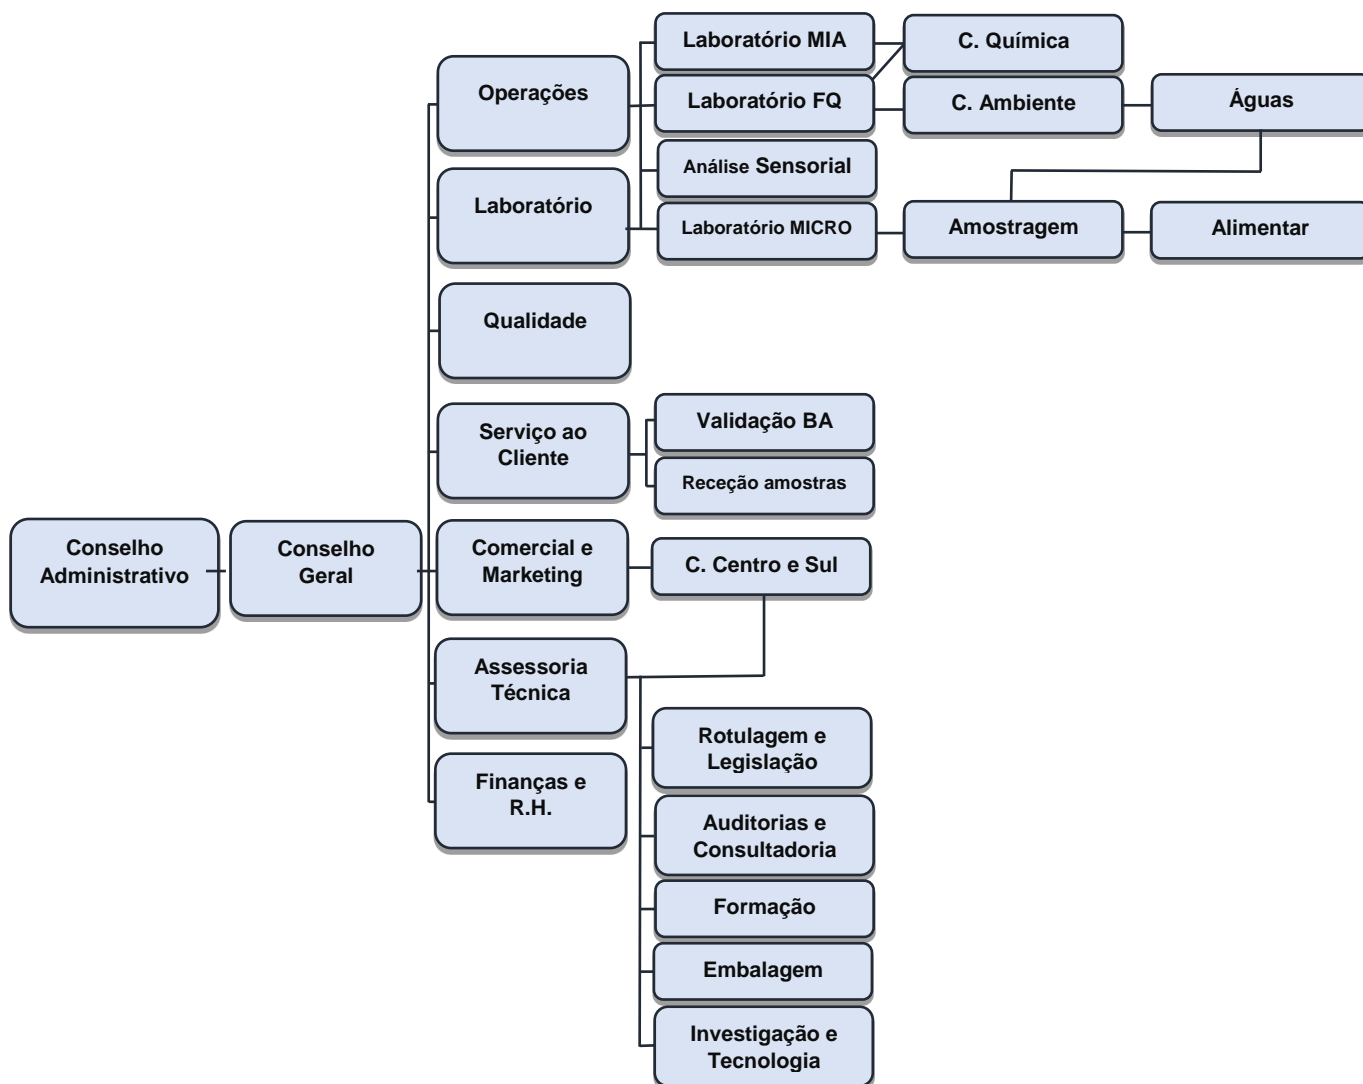 Laboratório MIA
C. Química
Operações
Laboratório FQ
C. Ambiente
Águas
Análise Sensorial
Laboratório
Laboratório MICRO
Amostragem
Alimentar
Qualidade
Serviço ao
Cliente
Validação BA
Receção amostras
Conselho
Administrativo
Conselho
Geral
Comercial e
Marketing
C. Centro e Sul
Assessoria
Técnica
Rotulagem e
Legislação
Finanças e
R.H.
Auditorias e
Consultadoria
Formação
Embalagem
Investigação e
Tecnologia